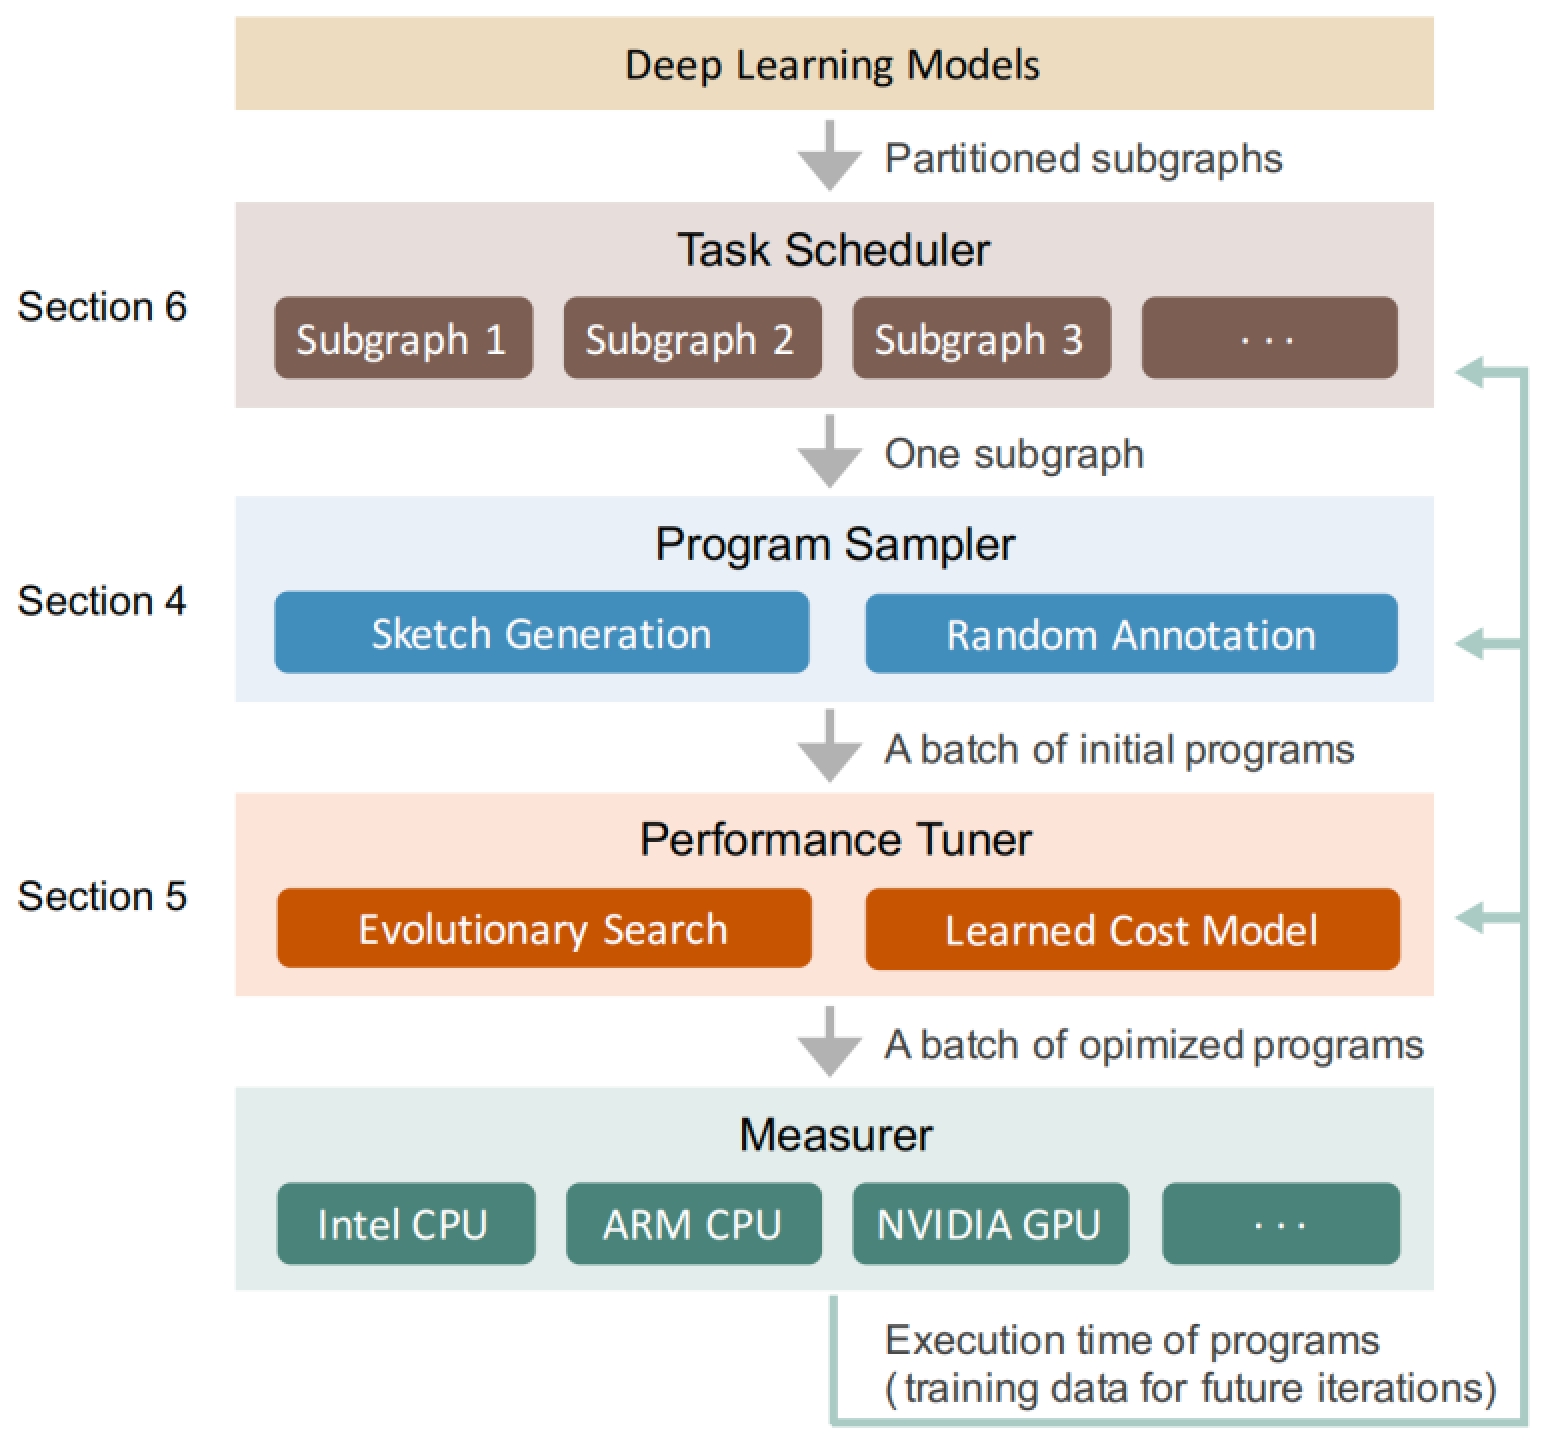 Deep Learning Models
Partitioned subgraphs
Task Scheduler
Section 6
Subgraph 1
Subgraph 2
Subgraph 3
...
One subgraph
Program Sampler
Section 4
Sketch Generation
Random Annotation
A batch of initial programs
Performance Tuner
Section 5
Evolutionary Search
Learned Cost Model
A batch of opimized programs
Measurer
Intel CPU
ARM CPU
NVIDIA GPU
...
Execution time of programs
(training data for future iterations)